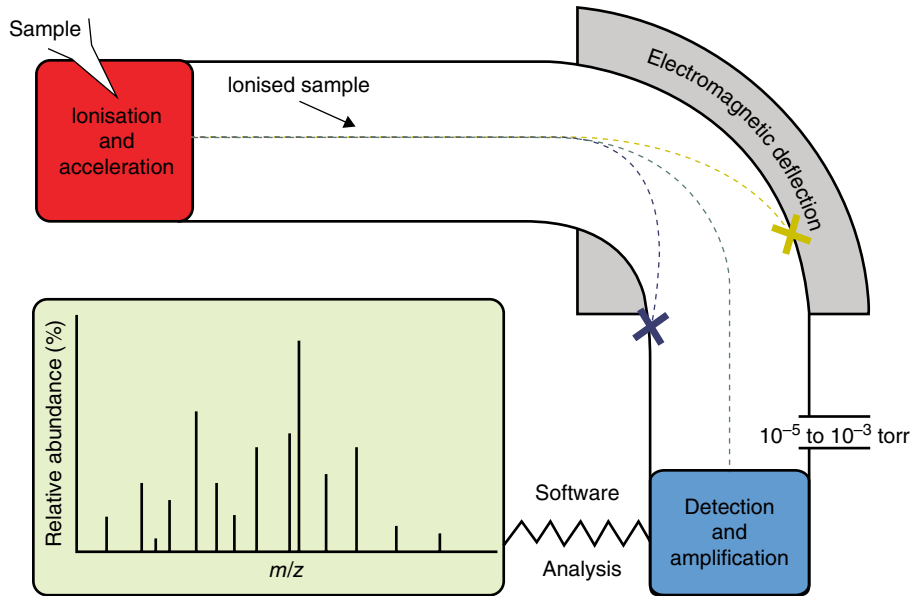 Sample
Ionisation
and
acceleration
Ionised sample
Electromagnetic deflection
Relative abundance (%)
m/z
Software
Analysis
10⁻⁵ to 10⁻³ torr
Detection
and
amplification